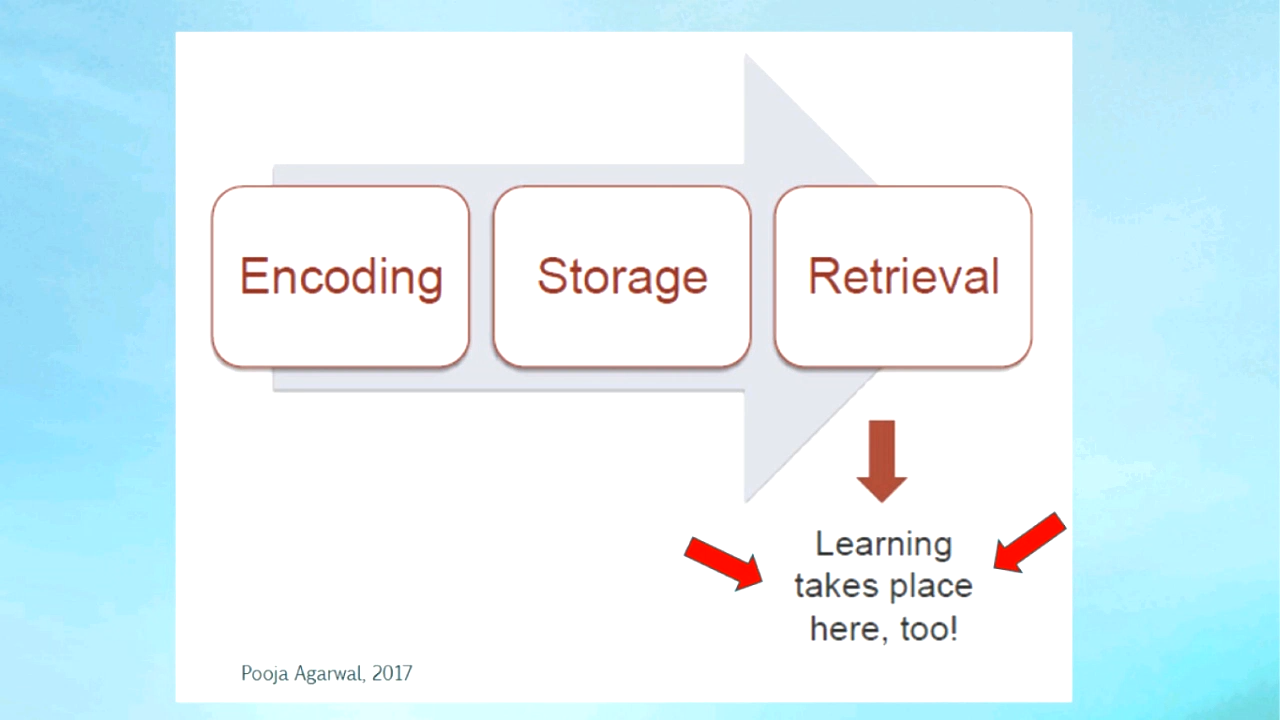 Encoding
Storage
Retrieval
Learning
takes place
here, too!
Pooja Agarwal, 2017